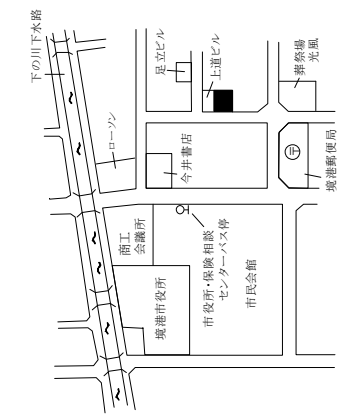 下の川下水路
足立ビル
上道ビル
葬祭場
光風
ローソン
今井書店
〒
境港郵便局
商工
会議所
市役所・保険相談
センターバス停
境港市役所
市民会館